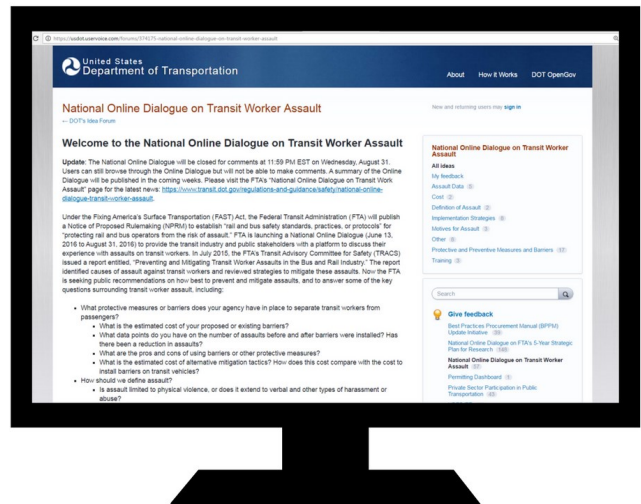 https://usdot.uservoice.com/forums/379175-national-online-dialogue-on-transit-worker-assault
United States
Department of Transportation
About How it Works DOT OpenGov
National Online Dialogue on Transit Worker Assault
← DOT's Idea Forum
Welcome to the National Online Dialogue on Transit Worker Assault
Update: The National Online Dialogue will be closed for comments at 11:59 PM EST on Wednesday, August 31.
Users can still browse through the Online Dialogue but will not be able to make comments. A summary of the Online
Dialogue will be published in the coming weeks. Please visit the FTA's "National Online Dialogue on Transit Work
Assault" page for the latest news: https://www.transit.dot.gov/regulations-and-guidance/safety/national-online-
dialogue-transit-worker-assault.
Under the Fixing America's Surface Transportation (FAST) Act, the Federal Transit Administration (FTA) will publish
a Notice of Proposed Rulemaking (NPRM) to establish "rail and bus safety standards, practices, or protocols" for
"protecting rail and bus operators from the risk of assault." FTA is launching a National Online Dialogue (June 13,
2016 to August 31, 2016) to provide the transit industry and public stakeholders with a platform to discuss their
experience with assaults on transit workers. In July 2015, the FTA's Transit Advisory Committee for Safety (TRACS)
issued a report entitled, "Preventing and Mitigating Transit Worker Assaults in the Bus and Rail Industry." The report
identified causes of assault against transit workers and reviewed strategies to mitigate these assaults. Now the FTA
is seeking public recommendations on how best to prevent and mitigate assaults, and to answer some of the key
questions surrounding transit worker assault, including:
• What protective measures or barriers does your agency have in place to separate transit workers from
passengers?
• What is the estimated cost of your proposed or existing barriers?
• What data points do you have on the number of assaults before and after barriers were installed? Has
there been a reduction in assaults?
• What are the pros and cons of using barriers or other protective measures?
• What is the estimated cost of alternative mitigation tactics? How does this cost compare with the cost to
install barriers on transit vehicles?
• How should we define assault?
• Is assault limited to physical violence, or does it extend to verbal and other types of harassment or
abuse?
New and returning users may sign in
National Online Dialogue on Transit Worker
Assault
All ideas
My feedback
Assault Data
Cost 2
Definition of Assault 2
Implementation Strategies
Motives for Assault
Other
Protective and Preventive Measures and Barriers 17
Training
Search
Give feedback
Best Practices Procurement Manual (BPPM)
Update Initiative
National Online Dialogue on FTA's 5-Year Strategic
Plan for Research
National Online Dialogue on Transit Worker
Assault
Permitting Dashboard 1
Private Sector Participation in Public
Transportation 43